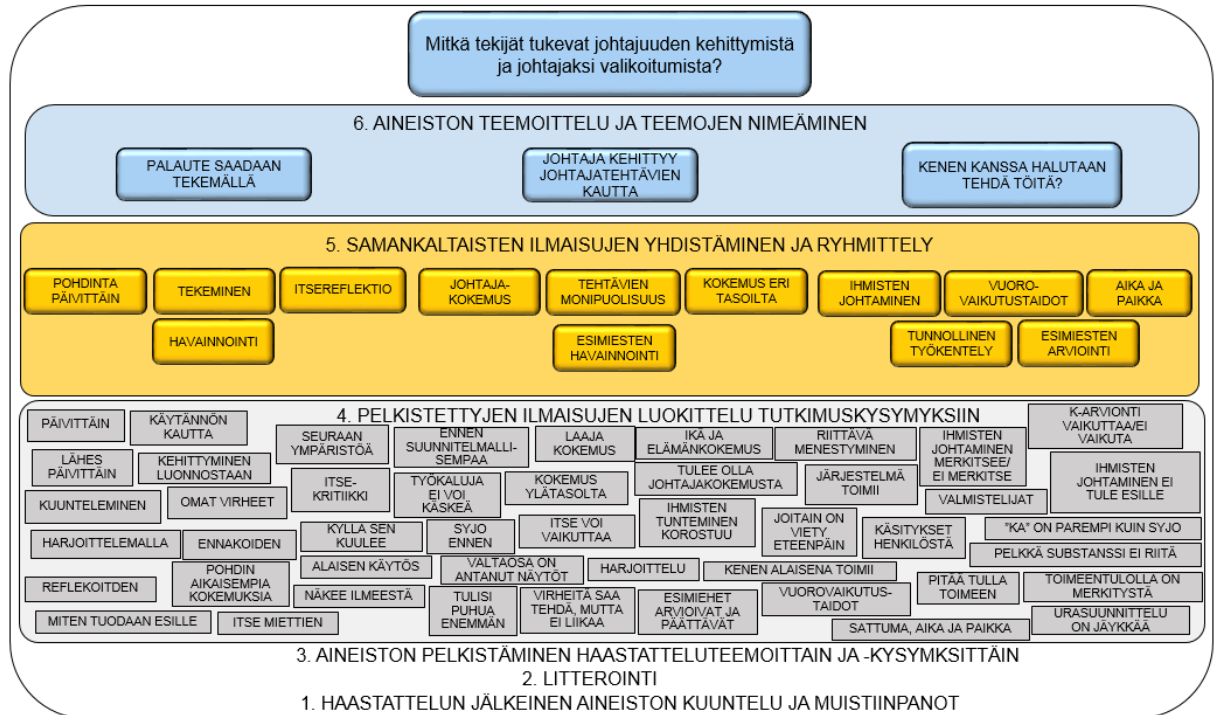 Mitkä tekijät tukevat johtajuuden kehittymistä
ja johtajaksi valikoitumista?
6. AINEISTON TEEMOITTELU JA TEEMOJEN NIMEÄMINEN
PALAUTE SAADAAN
TEKEMÄLLÄ
JOHTAJA KEHITTYY
JOHTAJATEHTÄVIEN
KAUTTA
KENEN KANSSA HALUTAAN
TEHDÄ TÖITÄ?
5. SAMANKALTAISTEN ILMAISUJEN YHDISTÄMINEN JA RYHMITTELY
POHDINTA
PÄIVITTÄIN
TEKEMINEN
ITSEREFLEKTIO
JOHTAJA-
KOKEMUS
TEHTÄVIEN
MONIPUOLISUUS
KOKEMUS ERI
TASOILTA
IHMISTEN
JOHTAMINEN
VUORO-
VAIKUTUSTAIDOT
AIKA JA
PAIKKA
HAVAINNOINTI
ESIMIESTEN
HAVAINNOINTI
TUNNOLLINEN
TYÖKENTELY
ESIMIESTEN
ARVIOINTI
4. PELKISTETTYJEN ILMAISUJEN LUOKITTELU TUTKIMUSKYSYMYKSIIN
PÄIVITTÄIN
KÄYTÄNNÖN
KAUTTA
SEURAAN
YMPÄRISTÖÄ
ENNEN
SUUNNITELMALLI-
SEMPAA
LAAJA
KOKEMUS
IKÄ JA
ELÄMÄNKOKEMUS
RIITTÄVÄ
MENESTYMINEN
IHMISTEN
JOHTAMINEN
MERKITSEE/
EI MERKITSE
K-ARVIONTI
VAIKUTTAA/EI
VAIKUTA
LÄHES
PÄIVITTÄIN
KEHITTYMINEN
LUONNOSTAAN
ITSE-
KRITIIKKI
TYÖKALUJA
EI VOI
KÄSKEÄ
KOKEMUS
YLÄTASOLTA
TULEE OLLA
JOHTAJAKOKEMUSTA
JÄRJESTELMÄ
TOIMII
IHMISTEN
JOHTAMINEN EI
TULE ESILLE
KUUNTELEMINEN
OMAT VIRHEET
VALMISTELIJAT
HARJOITTELEMALLA
ENNAKOIDEN
KYLLA SEN
KUULEE
SYJO
ENNEN
ITSE VOI
VAIKUTTAA
IHMISTEN
TUNTEMINEN
KOROSTUU
JOITAIN ON
VIETY
ETEENPÄIN
KÄSITYKSET
HENKILÖSTÄ
"KA" ON PAREMPI KUIN SYJO
PELKKÄ SUBSTANSSI EI RIITÄ
REFLEKOITDEN
POHDIN
AIKAISEMPIA
KOKEMUKSIA
ALAISEN KÄYTÖS
VALTAOSA ON
ANTANUT NÄYTÖT
HARJOITTELU
KENEN ALAISENA TOIMII
NÄKEE ILMEESTÄ
TULISI
PUHUA
ENEMMÄN
VIRHEITÄ SAA
TEHDÄ, MUTTA
EI LIIKAA
ESIMIEHET
ARVIOIVAT JA
PÄÄTTÄVÄT
VUOROVAIKUTUS-
TAIDOT
PITÄÄ TULLA
TOIMEEN
TOIMEENTULOLLA ON
MERKITYSTÄ
MITEN TUODAAN ESILLE
ITSE MIETTIEN
SATTUMA, AIKA JA PAIKKA
URASUUNNITTELU
ON JÄYKKÄÄ
3. AINEISTON PELKISTÄMINEN HAASTATTELUTEEMOITTAIN JA -KYSYMKSITTÄIN
2. LITTEROINTI
1. HAASTATTELUN JÄLKEINEN AINEISTON KUUNTELU JA MUISTIINPANOT